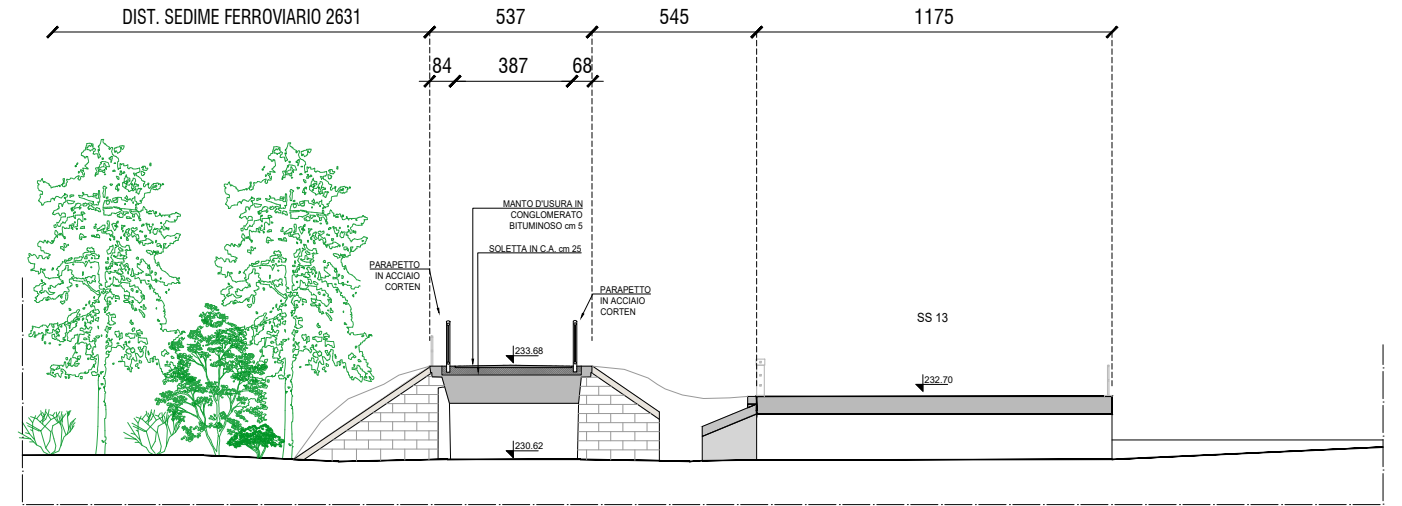 DIST. SEDIME FERROVIARIO 2631
537
545
1175
84
387
68
MANTO D'USURA IN
CONGLOMERATO
BITUMINOSO cm 5
SOLETTA IN C.A. cm 25
PARAPETTO
IN ACCIAIO
CORTEN
PARAPETTO
IN ACCIAIO
CORTEN
SS 13
233.68
232.70
230.62